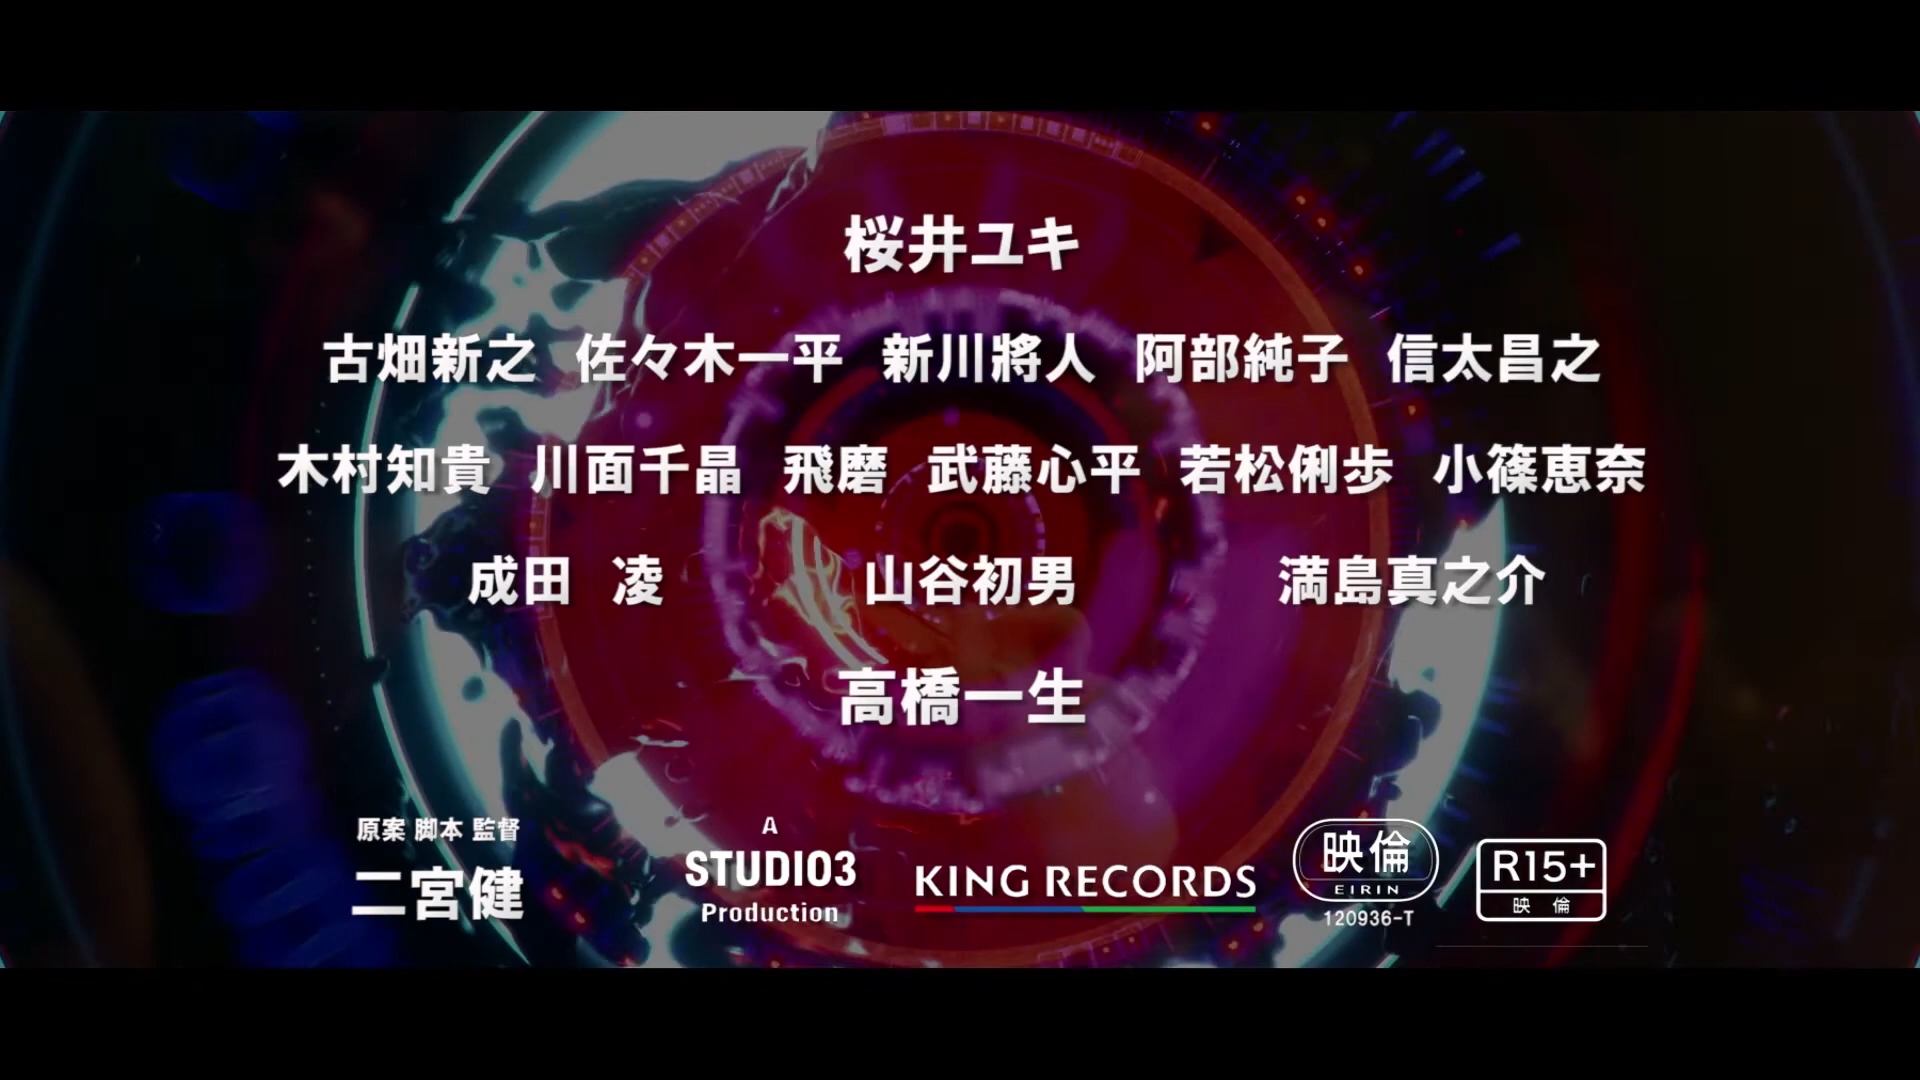 桜井ユキ
古畑新之 佐々木一平 新川將人 阿部純子 信太昌之
木村知貴 川面千晶 飛磨 武藤心平 若松俐歩 小篠恵奈
成田 凌 山谷初男 満島真之介
高橋一生
原案 脚本 監督
二宮健
A
STUDIO3
Production
KING RECORDS
映倫
EIRIN
120936-T
R15+
映 倫